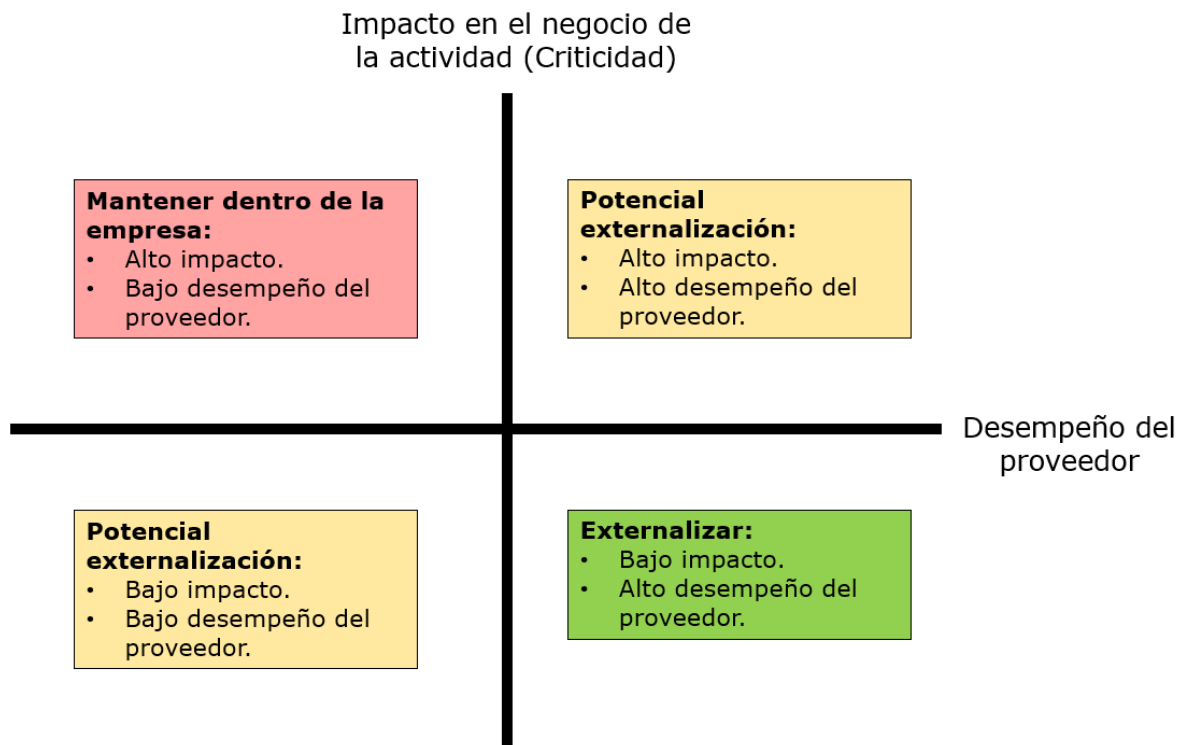 Impacto en el negocio de
la actividad (Criticidad)
Mantener dentro de la
empresa:
• Alto impacto.
• Bajo desempeño del
proveedor.
Potencial
externalización:
• Alto impacto.
• Alto desempeño del
proveedor.
Desempeño del
proveedor
Potencial
externalización:
• Bajo impacto.
• Bajo desempeño del
proveedor.
Externalizar:
• Bajo impacto.
• Alto desempeño del
proveedor.